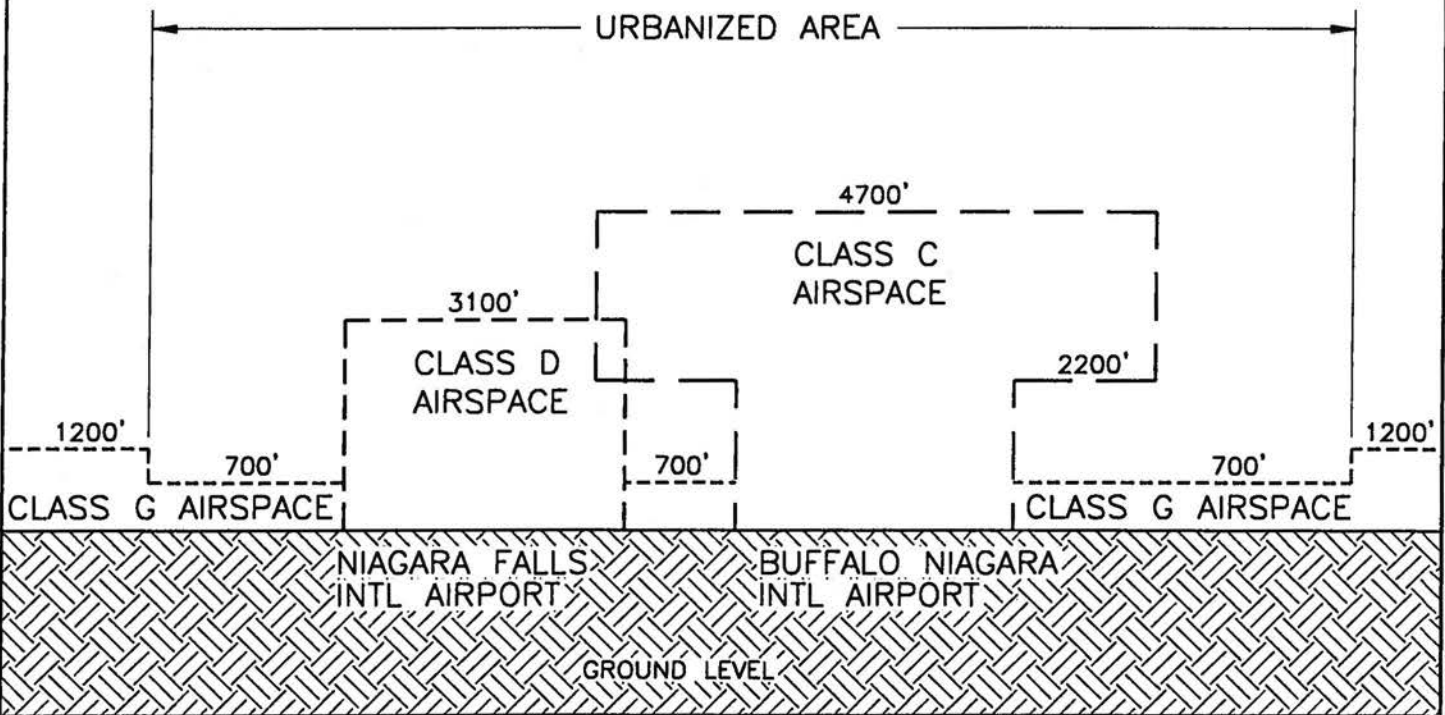 URBANIZED AREA
4700'
CLASS C
AIRSPACE
3100'
CLASS D
AIRSPACE
2200'
1200'
700'
700'
700'
1200'
CLASS G AIRSPACE
CLASS G AIRSPACE
NIAGARA FALLS
INTL AIRPORT
BUFFALO NIAGARA
INTL AIRPORT
GROUND LEVEL